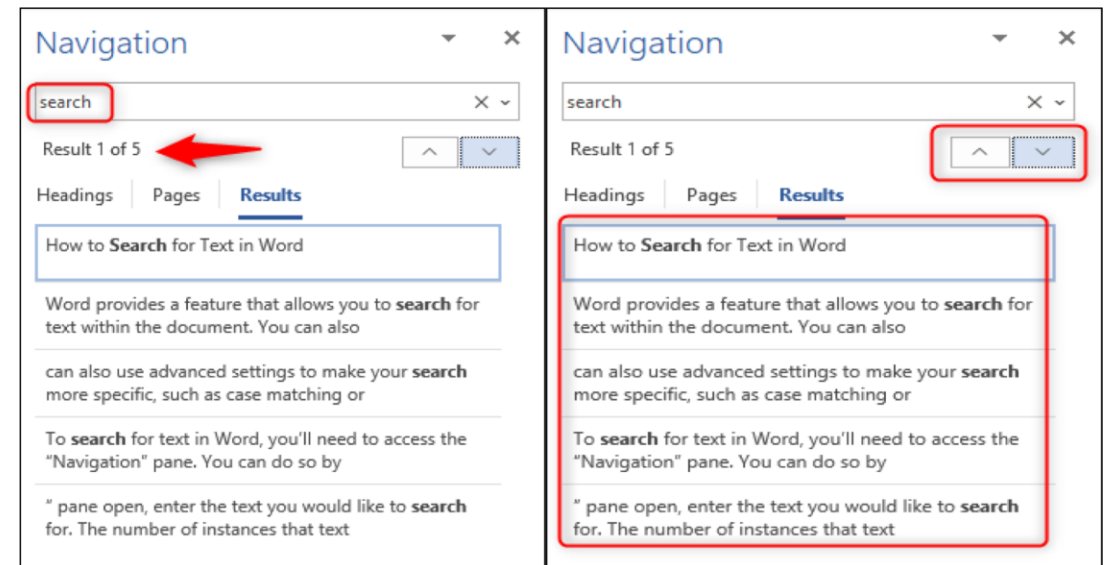 Navigation
search
Result 1 of 5
Headings
Pages
Results
How to Search for Text in Word
Word provides a feature that allows you to search for
text within the document. You can also
can also use advanced settings to make your search
more specific, such as case matching or
To search for text in Word, you'll need to access the
“Navigation” pane. You can do so by
” pane open, enter the text you would like to search
for. The number of instances that text
Navigation
search
Result 1 of 5
Headings
Pages
Results
How to Search for Text in Word
Word provides a feature that allows you to search for
text within the document. You can also
can also use advanced settings to make your search
more specific, such as case matching or
To search for text in Word, you'll need to access the
“Navigation” pane. You can do so by
” pane open, enter the text you would like to search
for. The number of instances that text